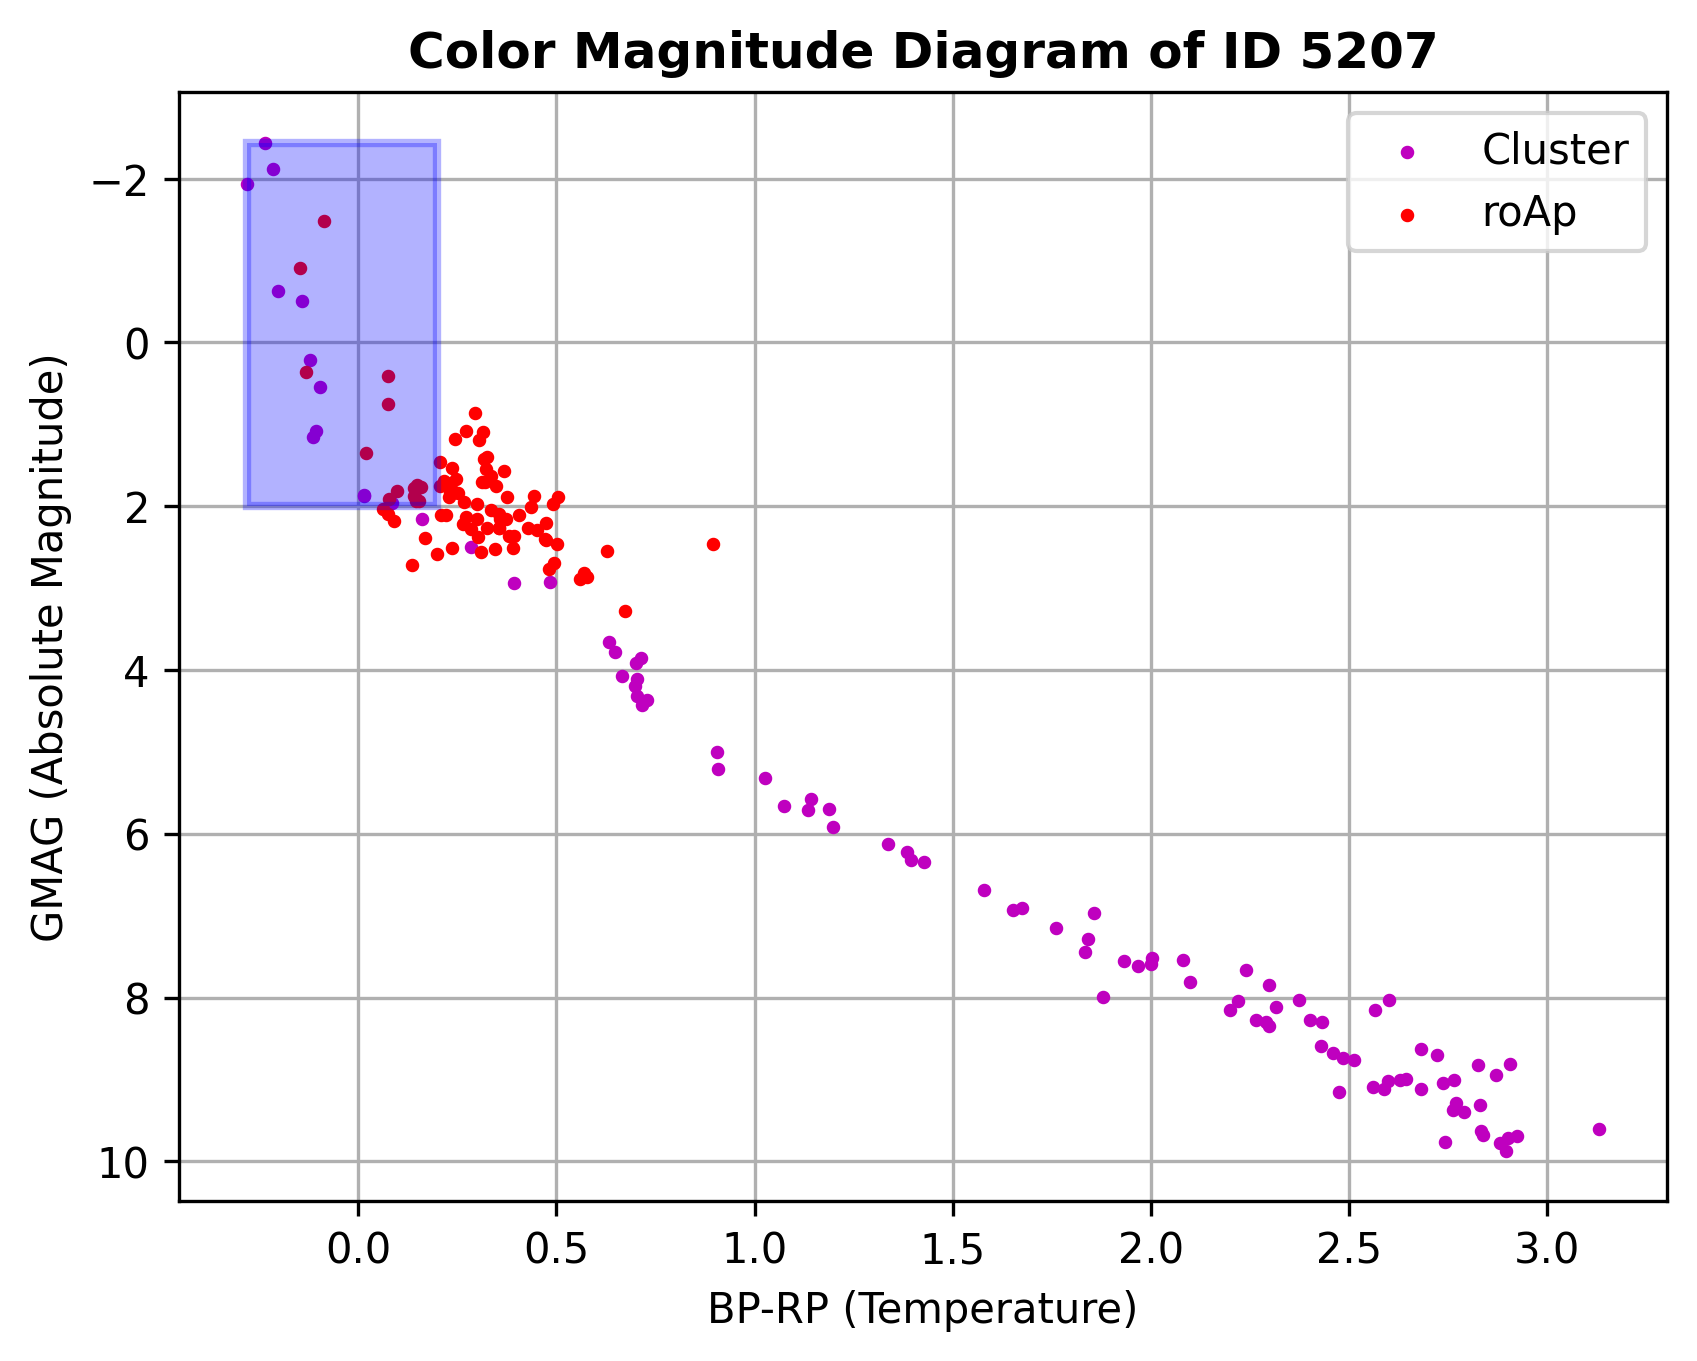 Color Magnitude Diagram of ID 5207
Cluster
roAp
−2
0
2
4
6
8
10
GMAG (Absolute Magnitude)
0.0 0.5 1.0 1.5 2.0 2.5 3.0
BP-RP (Temperature)